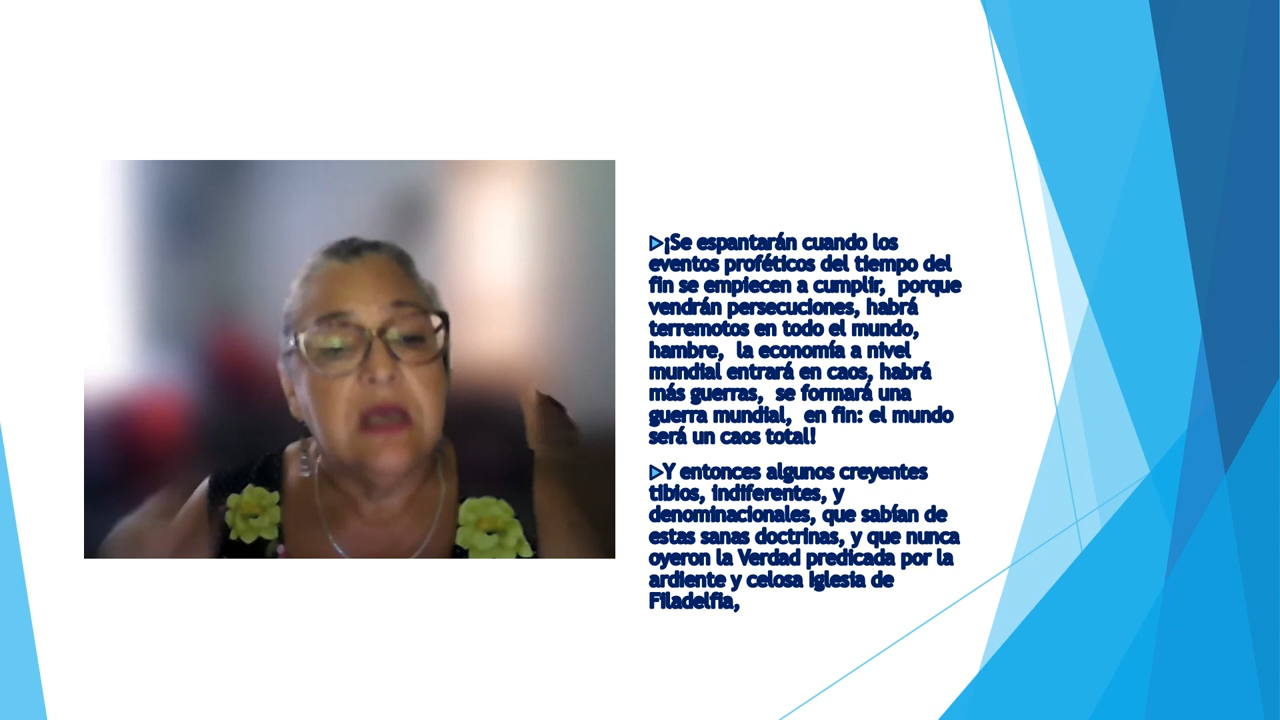 ¡Se espantarán cuando los
eventos proféticos del tiempo del
fin se empiecen a cumplir,  porque
vendrán persecuciones, habrá
terremotos en todo el mundo,
hambre,  la economía a nivel
mundial entrará en caos, habrá
más guerras,  se formará una
guerra mundial,  en fin: el mundo
será un caos total!
Y entonces algunos creyentes
tibios, indiferentes, y
denominacionales, que sabían de
estas sanas doctrinas, y que nunca
oyeron la Verdad predicada por la
ardiente y celosa iglesia de
Filadelfia,